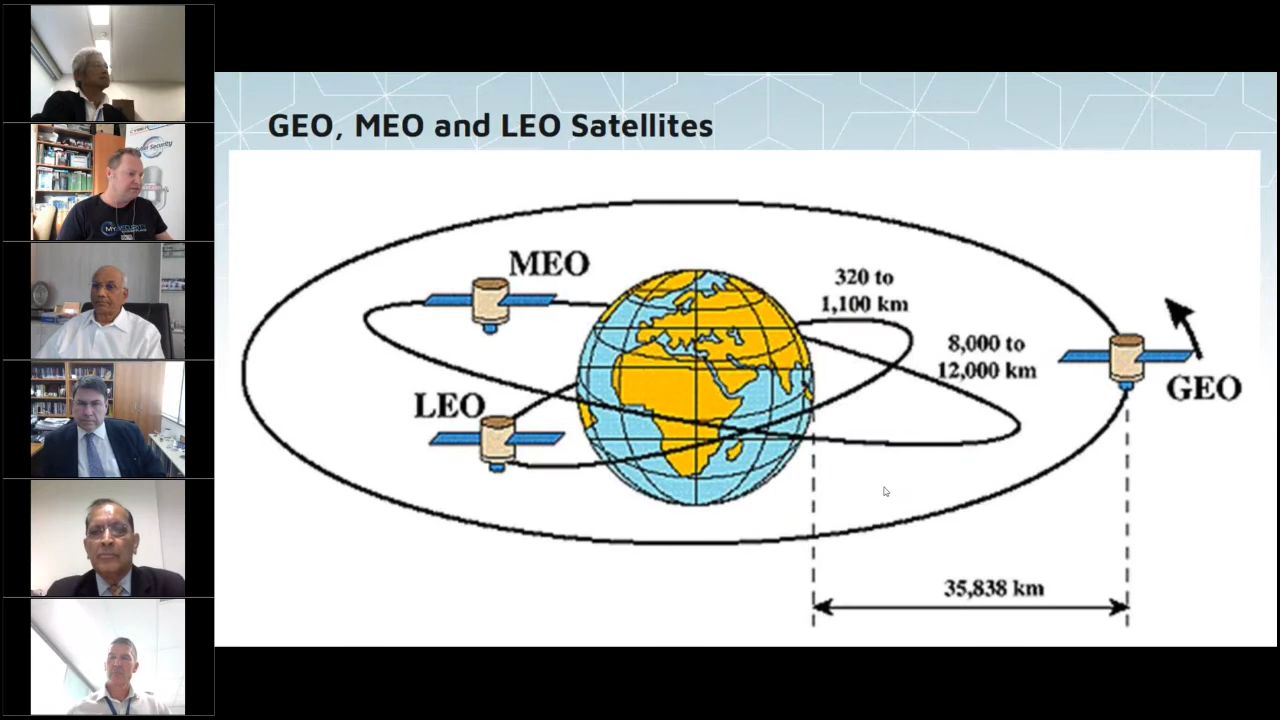 GEO, MEO and LEO Satellites
MEO
320 to
1,100 km
8,000 to
12,000 km
GEO
LEO
35,838 km
Security